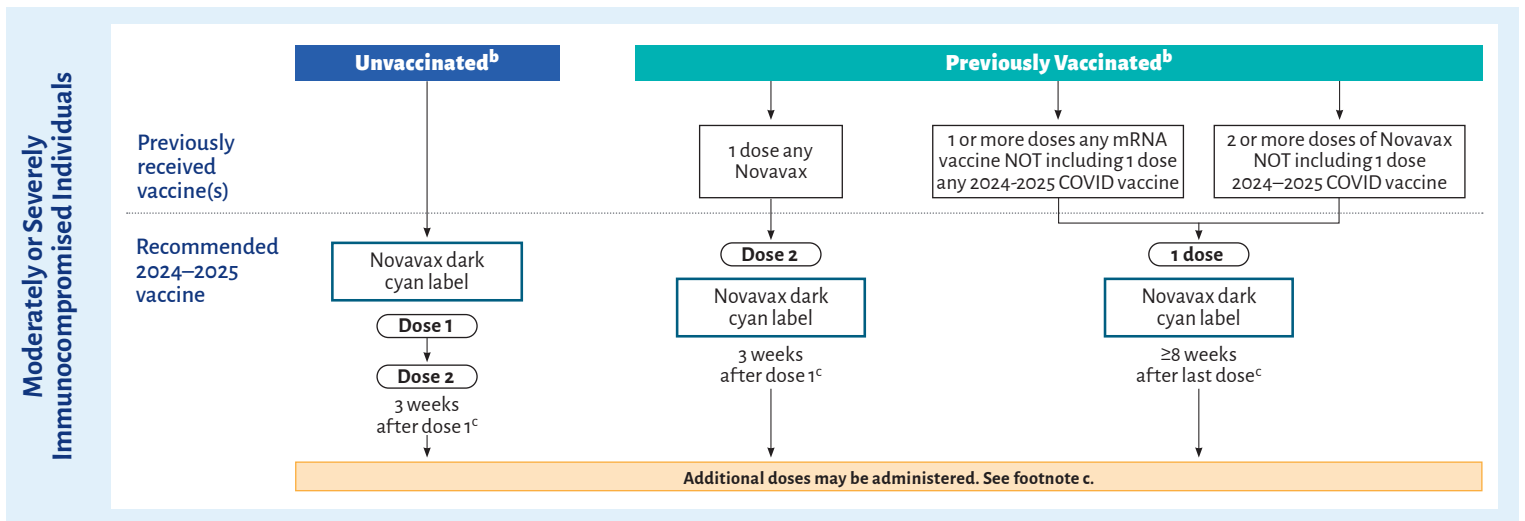 Moderately or Severely
Immunocompromised Individuals
Unvaccinatedᵇ
Previously Vaccinatedᵇ
Previously
received
vaccine(s)
1 dose any
Novavax
1 or more doses any mRNA
vaccine NOT including 1 dose
any 2024-2025 COVID vaccine
2 or more doses of Novavax
NOT including 1 dose
2024–2025 COVID vaccine
Recommended
2024–2025
vaccine
Novavax dark
cyan label
Dose 1
Dose 2
3 weeks
after dose 1ᶜ
Dose 2
Novavax dark
cyan label
3 weeks
after dose 1ᶜ
1 dose
Novavax dark
cyan label
≥8 weeks
after last doseᶜ
Additional doses may be administered. See footnote c.